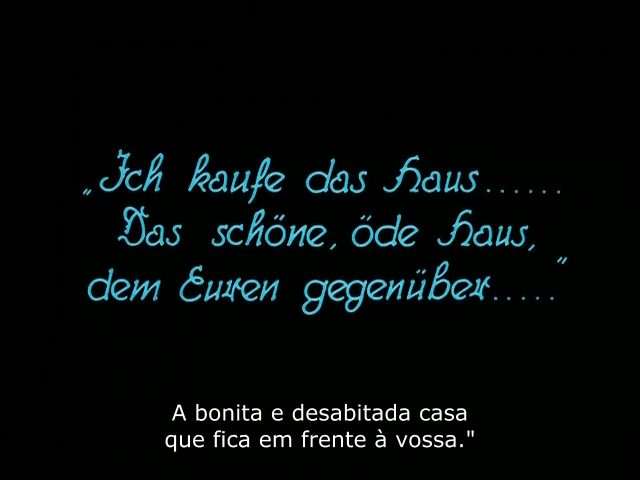 „Ich kaufe das Haus......
Das schöne, öde Haus,
dem Euren gegenüber....."
A bonita e desabitada casa
que fica em frente à vossa."